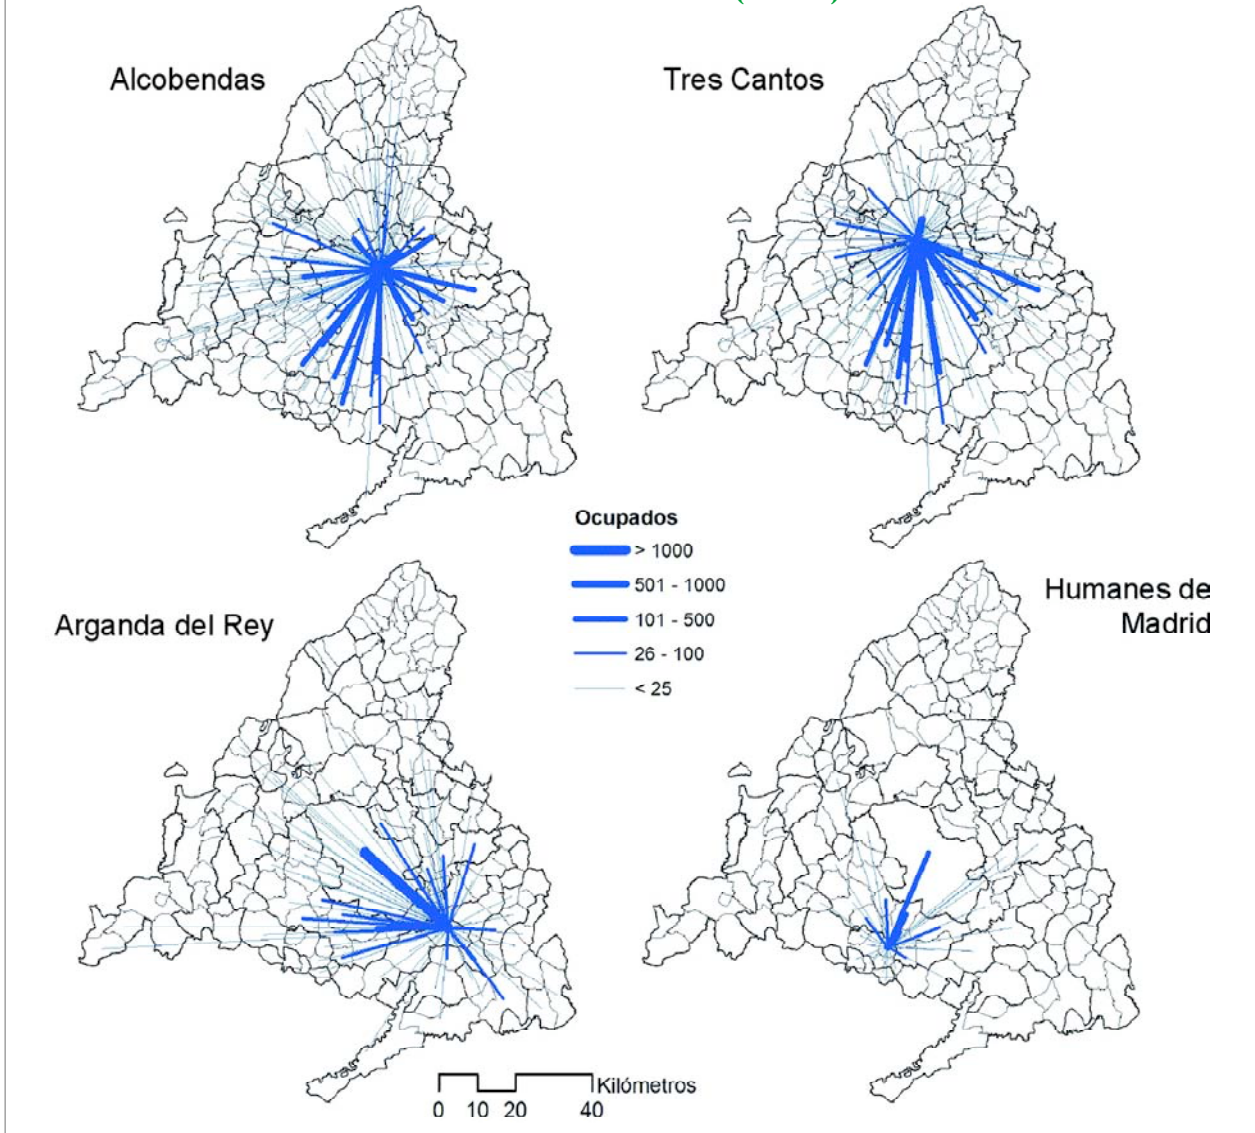 Alcobendas
Tres Cantos
Ocupados
> 1000
501 - 1000
101 - 500
26 - 100
< 25
Arganda del Rey
Humanes de
Madrid
Kilómetros
0 10 20 40